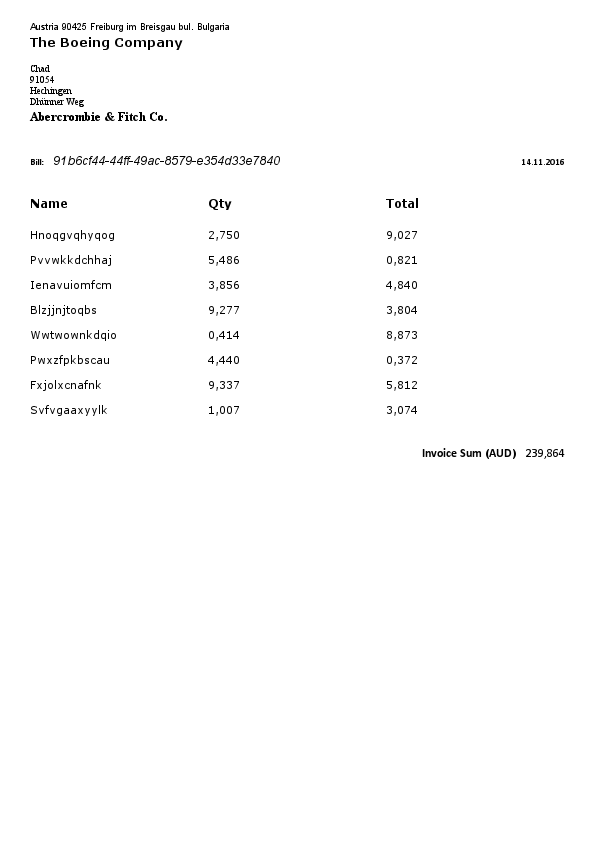 Austria 90425 Freiburg im Breisgau bul. Bulgaria
The Boeing Company
Chad
91054
Hechingen
Dhünner Weg
Abercrombie & Fitch Co.
Bill: 91b6cf44-44ff-49ac-8579-e354d33e7840 14.11.2016
Name Qty Total
Hnoqgvqhyqog 2,750 9,027
Pvvwkkdchhaj 5,486 0,821
Ienavuiomfcm 3,856 4,840
Blzjjnjtoqbs 9,277 3,804
Wwtwownkdqio 0,414 8,873
Pwxzfpkbscau 4,440 0,372
Fxjolxcnafnk 9,337 5,812
Svfvgaaxyylk 1,007 3,074
Invoice Sum (AUD) 239,864